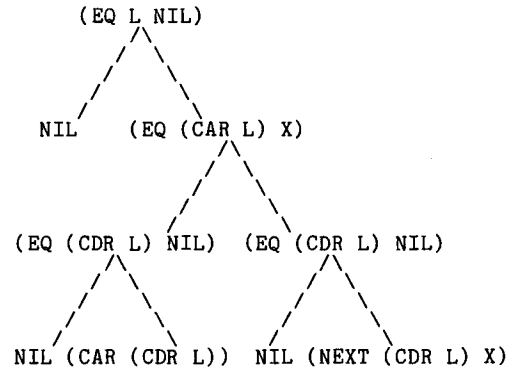 (EQ L NIL)
NIL (EQ (CAR L) X)
(EQ (CDR L) NIL) (EQ (CDR L) NIL)
NIL (CAR (CDR L)) NIL (NEXT (CDR L) X)